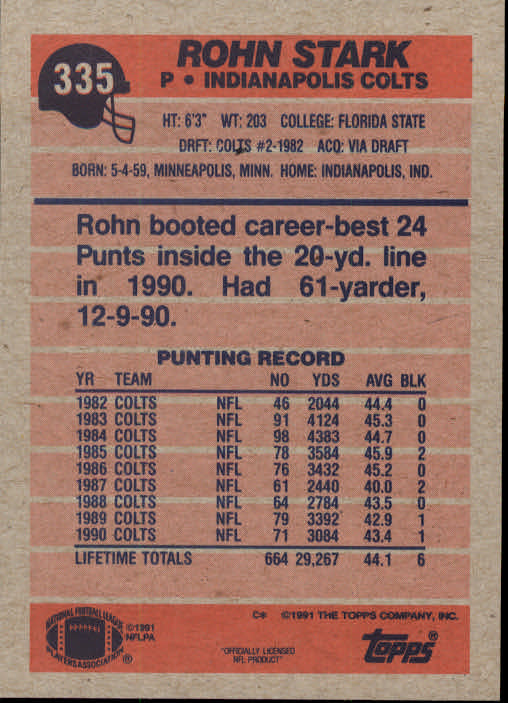 335
ROHN STARK
P • INDIANAPOLIS COLTS
HT: 6'3" WT: 203 COLLEGE: FLORIDA STATE
DRFT: COLTS #2-1982 ACQ: VIA DRAFT
BORN: 5-4-59, MINNEAPOLIS, MINN. HOME: INDIANAPOLIS, IND.
Rohn booted career-best 24
Punts inside the 20-yd. line
in 1990. Had 61-yarder,
12-9-90.
PUNTING RECORD
YR TEAM NO YDS AVG BLK
1982 COLTS NFL 46 2044 44.4 0
1983 COLTS NFL 91 4124 45.3 0
1984 COLTS NFL 98 4383 44.7 0
1985 COLTS NFL 78 3584 45.9 2
1986 COLTS NFL 76 3432 45.2 0
1987 COLTS NFL 61 2440 40.0 2
1988 COLTS NFL 64 2784 43.5 0
1989 COLTS NFL 79 3392 42.9 1
1990 COLTS NFL 71 3084 43.4 1
LIFETIME TOTALS 664 29,267 44.1 6
NATIONAL FOOTBALL LEAGUE
PLAYERS ASSOCIATION ®
©1991
NFLPA
C* ©1991 THE TOPPS COMPANY, INC.
"OFFICIALLY LICENSED
NFL PRODUCT"
Topps®